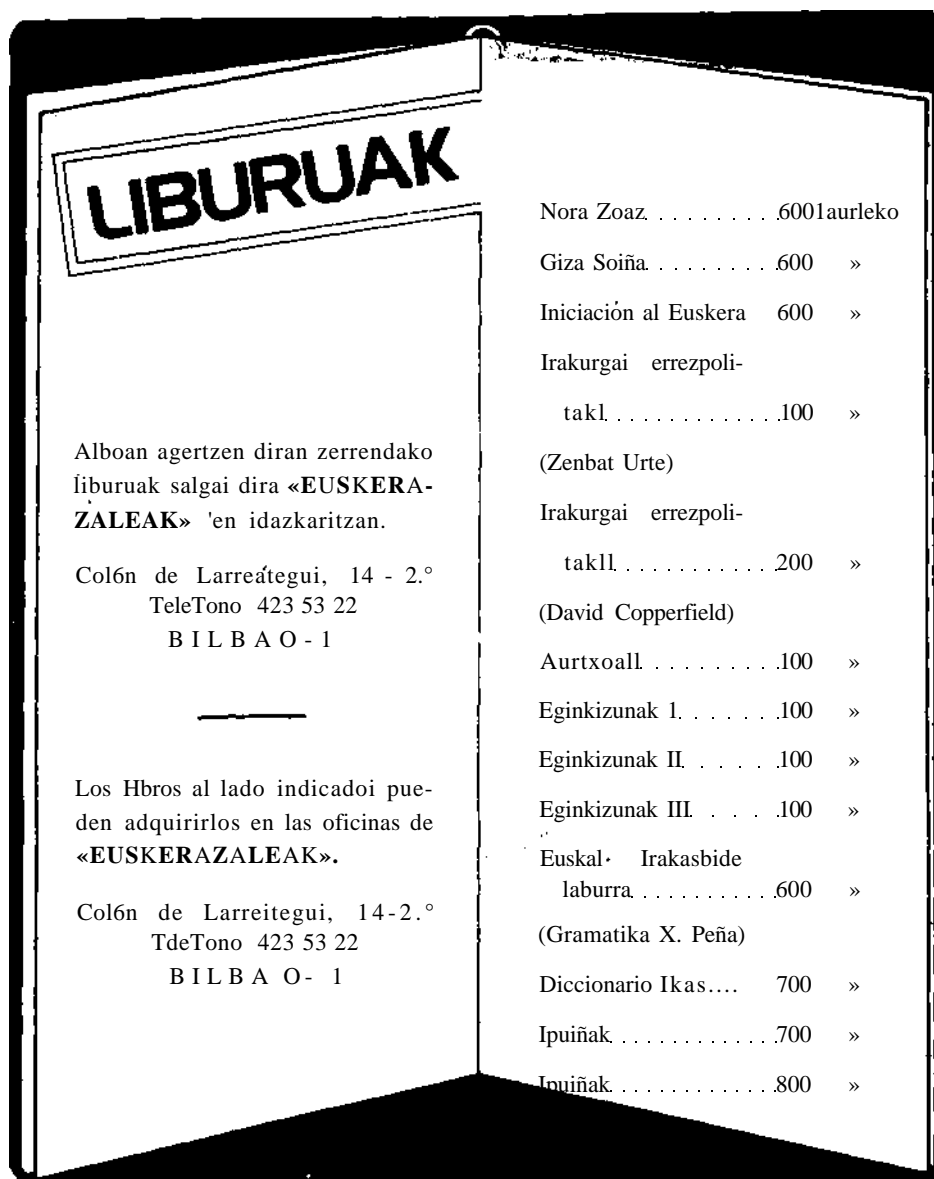 LIBURUAK
Alboan agertzen diran zerrendako
liburuak salgai dira «EUSKERA-
ZALEAK» 'en idazkaritzan.
Col6n de Larreátegui, 14 - 2.°
TeleTono 423 53 22
BILBAO-1
Los Hbros al lado indicadoi pue-
den adquirirlos en las oficinas de
«EUSKERAZALEAK».
Col6n de Larreitegui, 14-2.°
TdeTono 423 53 22
BILBA O- 1
Nora Zoaz..........6001aurleko
Giza Soiña..........600 »
Iniciación al Euskera 600 »
Irakurgai errezpoli-
takl..............100 »
(Zenbat Urte)
Irakurgai errezpoli-
takll.............200 »
(David Copperfield)
Aurtxoall..........100 »
Eginkizunak 1.......100 »
Eginkizunak II......100 »
Eginkizunak III.....100 »
Euskal· Irakasbide
laburra............600 »
(Gramatika X. Peña)
Diccionario Ikas.... 700 »
Ipuiñak.............700 »
Ipuiñak.............800 »